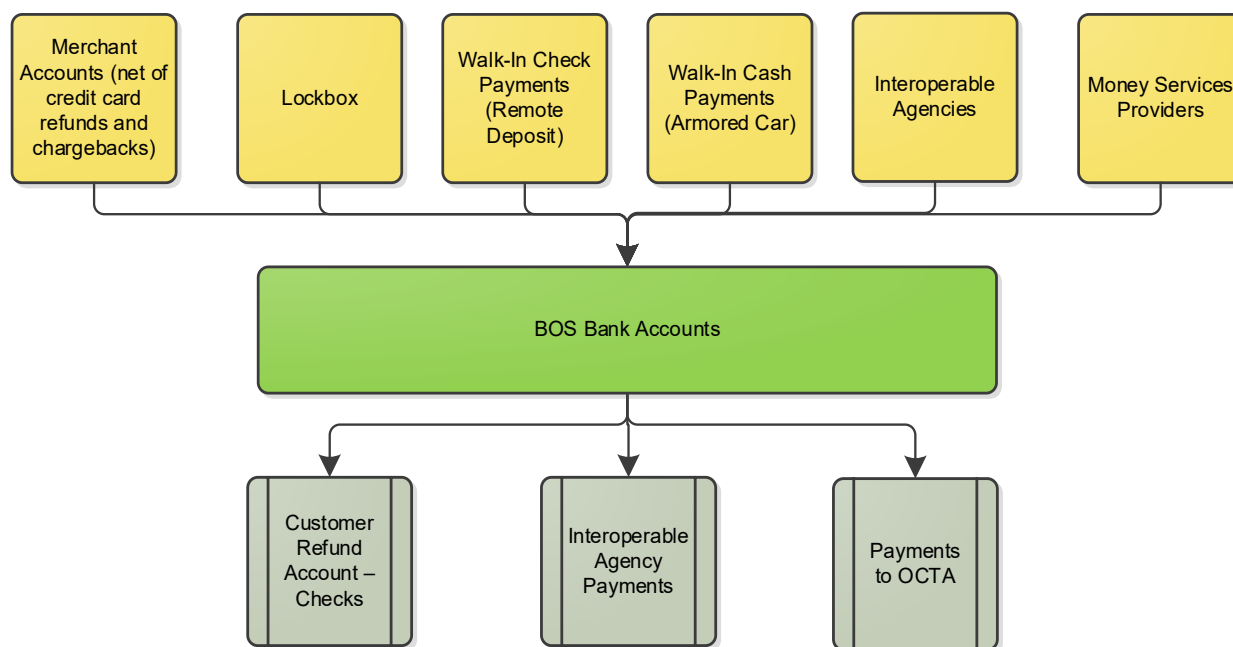 Merchant
Accounts (net of
credit card
refunds and
chargebacks)
Lockbox
Walk-In Check
Payments
(Remote
Deposit)
Walk-In Cash
Payments
(Armored Car)
Interoperable
Agencies
Money Services
Providers
BOS Bank Accounts
Customer
Refund
Account –
Checks
Interoperable
Agency
Payments
Payments
to OCTA